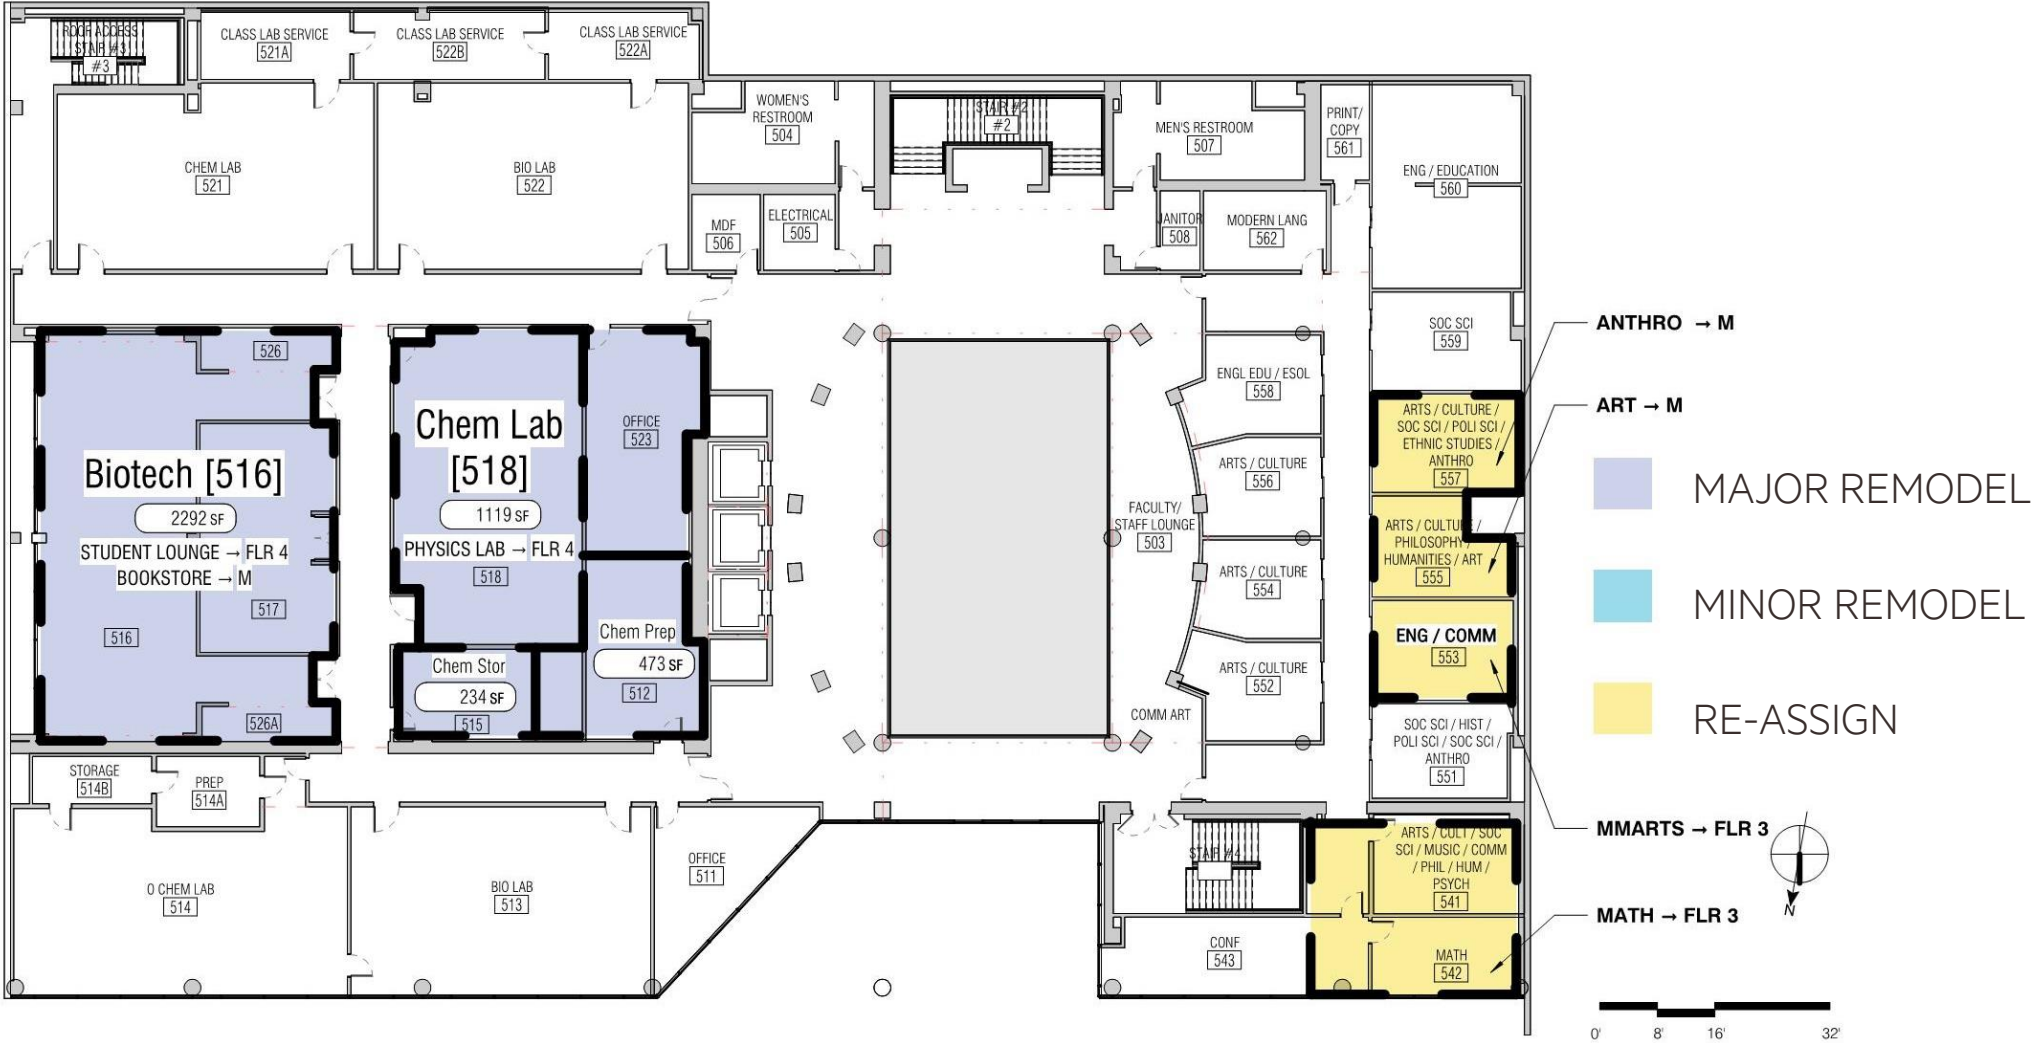 ROOF ACCESS
STAIR #3
#3
CLASS LAB SERVICE
521A
CLASS LAB SERVICE
522B
CLASS LAB SERVICE
522A
CHEM LAB
521
BIO LAB
522
WOMEN'S
RESTROOM
504
MDF
506
ELECTRICAL
505
STAIR #2
#2
MEN'S RESTROOM
507
JANITOR
508
MODERN LANG
562
PRINT/
COPY
561
ENG / EDUCATION
560
SOC SCI
559
526
Biotech [516]
2292 SF
STUDENT LOUNGE → FLR 4
BOOKSTORE → M
517
516
526A
Chem Lab
[518]
1119 SF
PHYSICS LAB → FLR 4
518
OFFICE
523
Chem Prep
473 SF
512
Chem Stor
234 SF
515
FACULTY/
STAFF LOUNGE
503
COMM ART
ENGL EDU / ESOL
558
ARTS / CULTURE
556
ARTS / CULTURE
554
ARTS / CULTURE
552
ARTS / CULTURE /
SOC SCI / POLI SCI /
ETHNIC STUDIES /
ANTHRO
557
ARTS / CULTURE /
PHILOSOPHY /
HUMANITIES / ART
555
ENG / COMM
553
SOC SCI / HIST /
POLI SCI / SOC SCI /
ANTHRO
551
STORAGE
514B
PREP
514A
O CHEM LAB
514
BIO LAB
513
OFFICE
511
STAIR #4
CONF
543
ARTS / CULT / SOC
SCI / MUSIC / COMM
/ PHIL / HUM /
PSYCH
541
MATH
542
ANTHRO → M
ART → M
MAJOR REMODEL
MINOR REMODEL
RE-ASSIGN
MMARTS → FLR 3
N
MATH → FLR 3
0' 8' 16' 32'